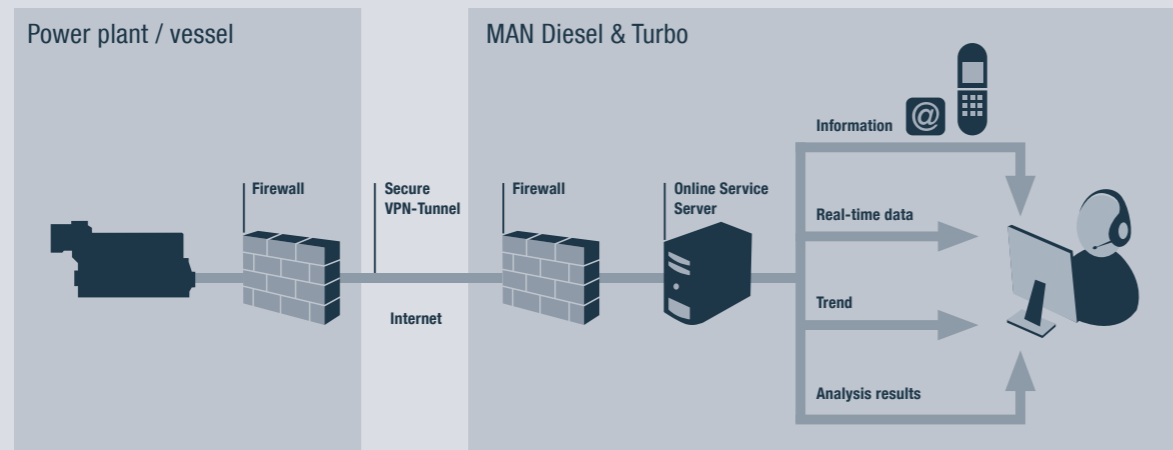 Power plant / vessel
MAN Diesel & Turbo
Information
@
Firewall
Secure
VPN-Tunnel
Firewall
Online Service
Server
Real-time data
Internet
Trend
Analysis results